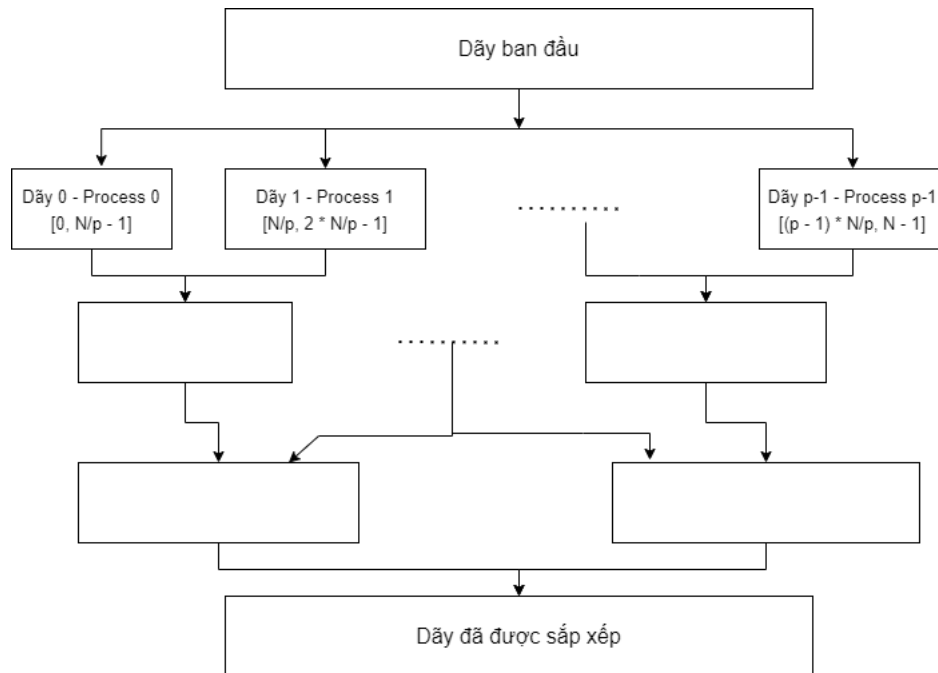 Dãy ban đầu
Dãy 0 - Process 0
[0, N/p - 1]
Dãy 1 - Process 1
[N/p, 2 * N/p - 1]
..........
Dãy p-1 - Process p-1
[(p - 1) * N/p, N - 1]
..........
Dãy đã được sắp xếp